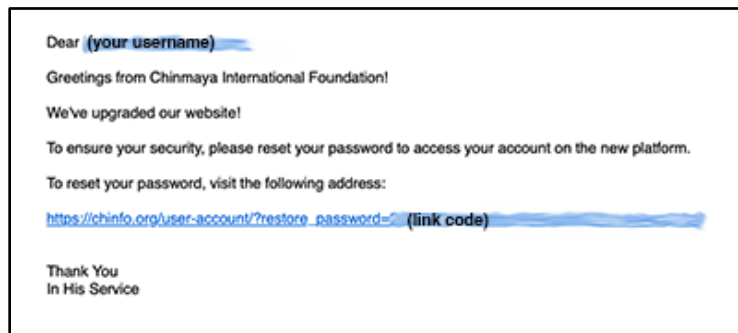 Dear (your username)
Greetings from Chinmaya International Foundation!
We've upgraded our website!
To ensure your security, please reset your password to access your account on the new platform.
To reset your password, visit the following address:
https://chinfo.org/user-account/?restore_password= (link code)
Thank You
In His Service